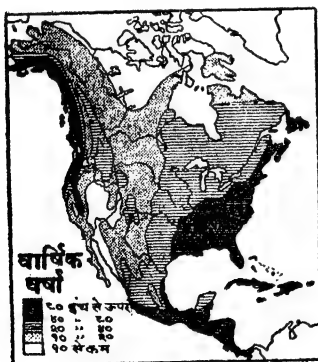 वार्षिक
वर्षा
८० इंच से ऊपर
४० " ८०
२० " ४०
१० " २०
१० से कम